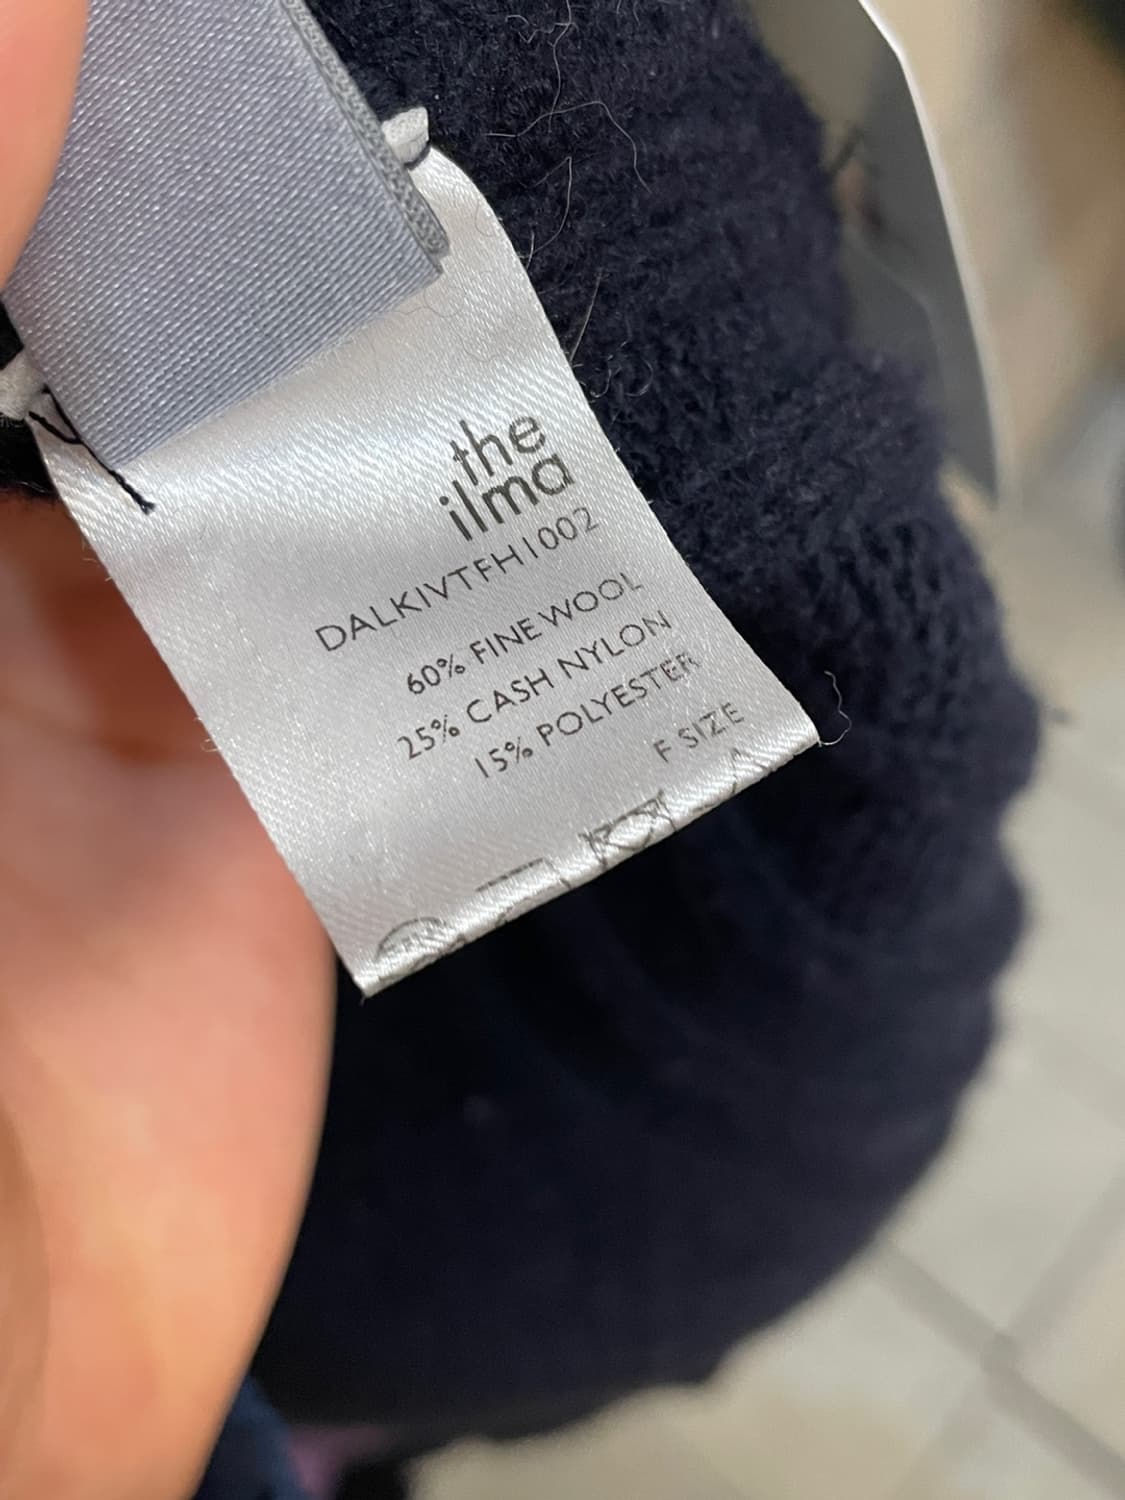 the
ilma
DALKIVTFH1002
60% FINE WOOL
25% CASH NYLON
15% POLYESTER
F SIZE